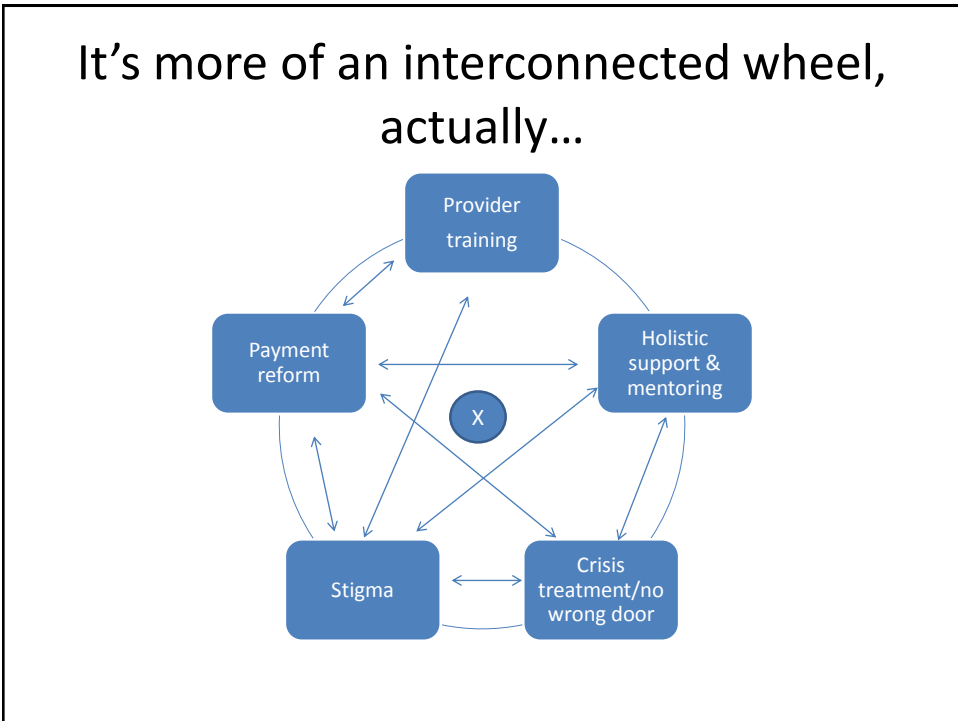 It’s more of an interconnected wheel,
actually…
Provider
training
Payment
reform
Holistic
support &
mentoring
X
Stigma
Crisis
treatment/no
wrong door